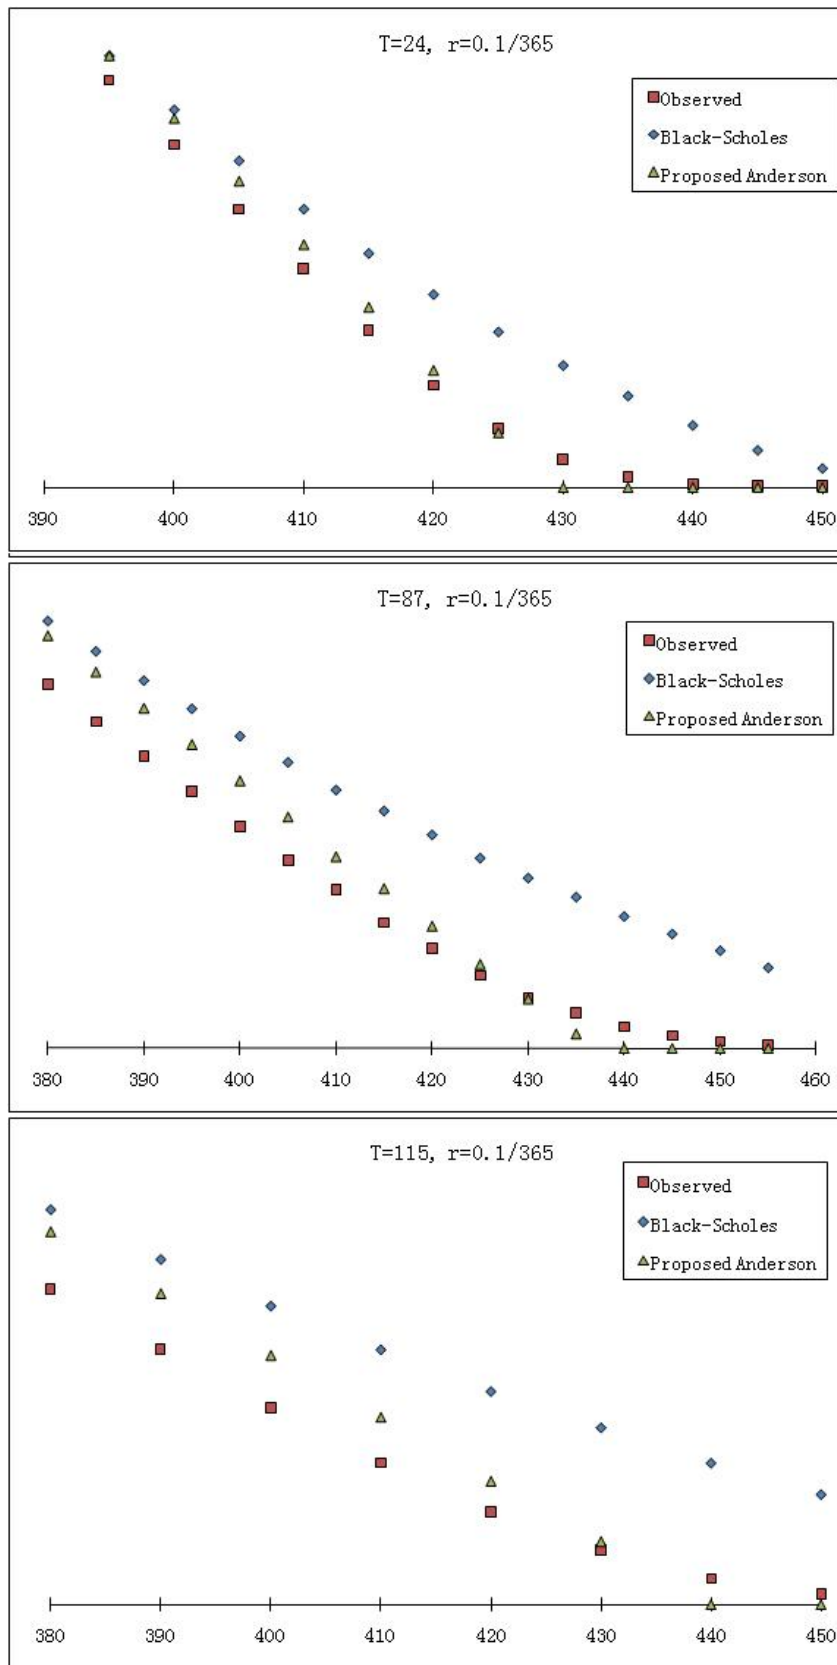 T=24, r=0.1/365
Observed
Black-Scholes
Proposed Anderson
390 400 410 420 430 440 450
T=87, r=0.1/365
Observed
Black-Scholes
Proposed Anderson
380 390 400 410 420 430 440 450 460
T=115, r=0.1/365
Observed
Black-Scholes
Proposed Anderson
380 390 400 410 420 430 440 450